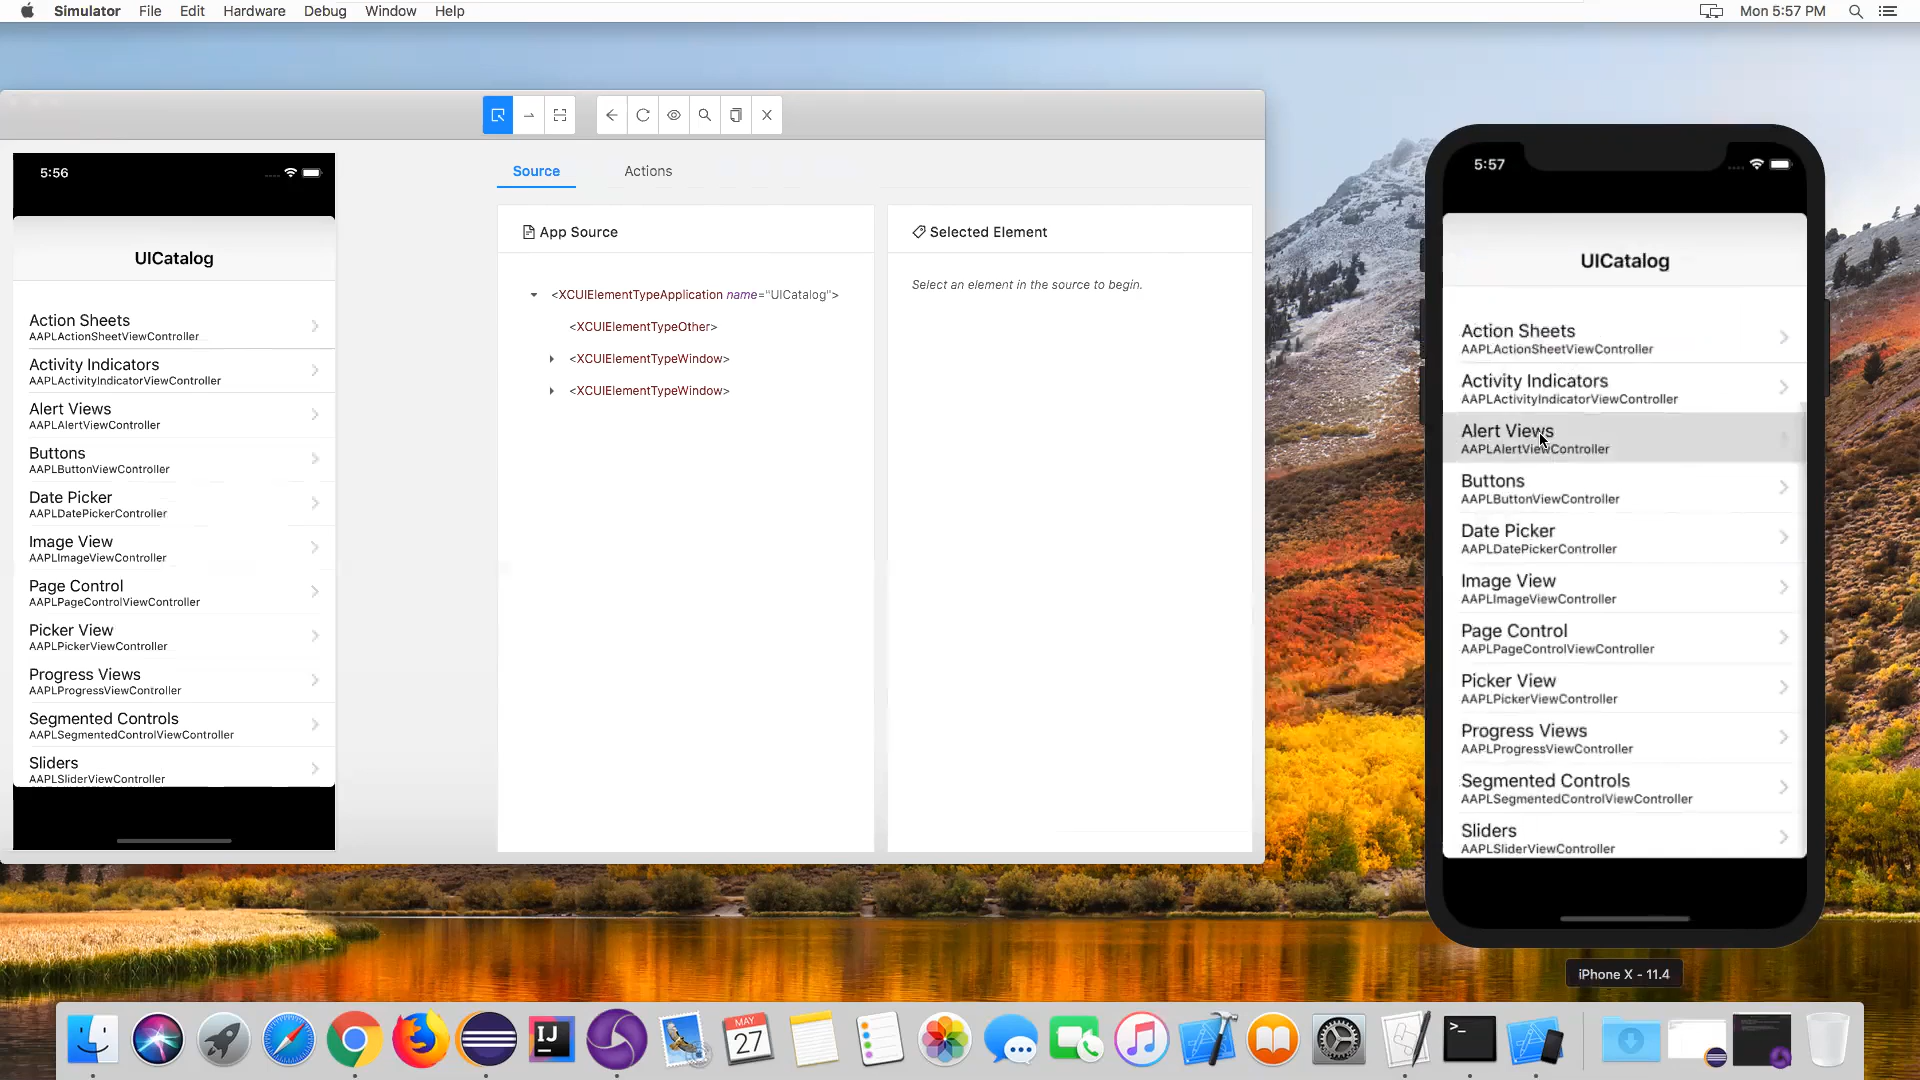 Simulator File Edit Hardware Debug Window Help
Mon 5:57 PM
5:56
UICatalog
Action Sheets
AAPLActionSheetViewController
Activity Indicators
AAPLActivityIndicatorViewController
Alert Views
AAPLAlertViewController
Buttons
AAPLButtonViewController
Date Picker
AAPLDatePickerController
Image View
AAPLImageViewController
Page Control
AAPLPageControlViewController
Picker View
AAPLPickerViewController
Progress Views
AAPLProgressViewController
Segmented Controls
AAPLSegmentedControlViewController
Sliders
AAPLSliderViewController
Source Actions
App Source
<XCUIElementTypeApplication name="UICatalog">
<XCUIElementTypeOther>
<XCUIElementTypeWindow>
<XCUIElementTypeWindow>
Selected Element
Select an element in the source to begin.
5:57
UICatalog
Action Sheets
AAPLActionSheetViewController
Activity Indicators
AAPLActivityIndicatorViewController
Alert Views
AAPLAlertViewController
Buttons
AAPLButtonViewController
Date Picker
AAPLDatePickerController
Image View
AAPLImageViewController
Page Control
AAPLPageControlViewController
Picker View
AAPLPickerViewController
Progress Views
AAPLProgressViewController
Segmented Controls
AAPLSegmentedControlViewController
Sliders
AAPLSliderViewController
iPhone X - 11.4
IJ
MAY
27
>_